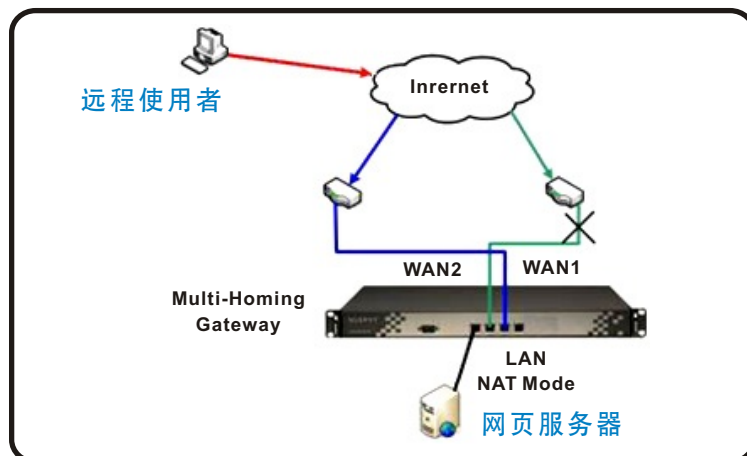 Inrernet
远程使用者
WAN2
WAN1
Multi-Homing
Gateway
LAN
NAT Mode
网页服务器